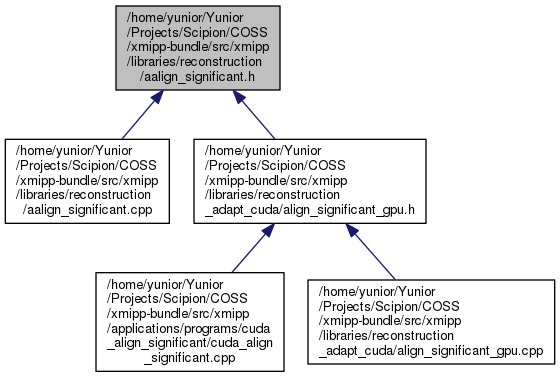 /home/yunior/Yunior
/Projects/Scipion/COSS
/xmipp-bundle/src/xmipp
/libraries/reconstruction
/aalign_significant.h
/home/yunior/Yunior
/Projects/Scipion/COSS
/xmipp-bundle/src/xmipp
/libraries/reconstruction
/aalign_significant.cpp
/home/yunior/Yunior
/Projects/Scipion/COSS
/xmipp-bundle/src/xmipp
/libraries/reconstruction
_adapt_cuda/align_significant_gpu.h
/home/yunior/Yunior
/Projects/Scipion/COSS
/xmipp-bundle/src/xmipp
/applications/programs/cuda
_align_significant/cuda_align
_significant.cpp
/home/yunior/Yunior
/Projects/Scipion/COSS
/xmipp-bundle/src/xmipp
/libraries/reconstruction
_adapt_cuda/align_significant_gpu.cpp